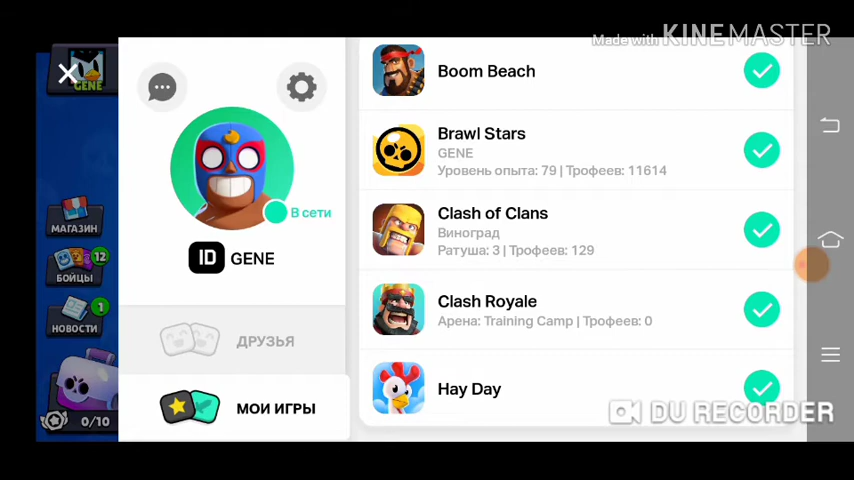 Made with KINEMASTER
GENE
МАГАЗИН
12
БОЙЦЫ
1
НОВОСТИ
0/10
В сети
ID GENE
ДРУЗЬЯ
МОИ ИГРЫ
Boom Beach
Brawl Stars
GENE
Уровень опыта: 79 | Трофеев: 11614
Clash of Clans
Виноград
Ратуша: 3 | Трофеев: 129
Clash Royale
Арена: Training Camp | Трофеев: 0
Hay Day
DU RECORDER